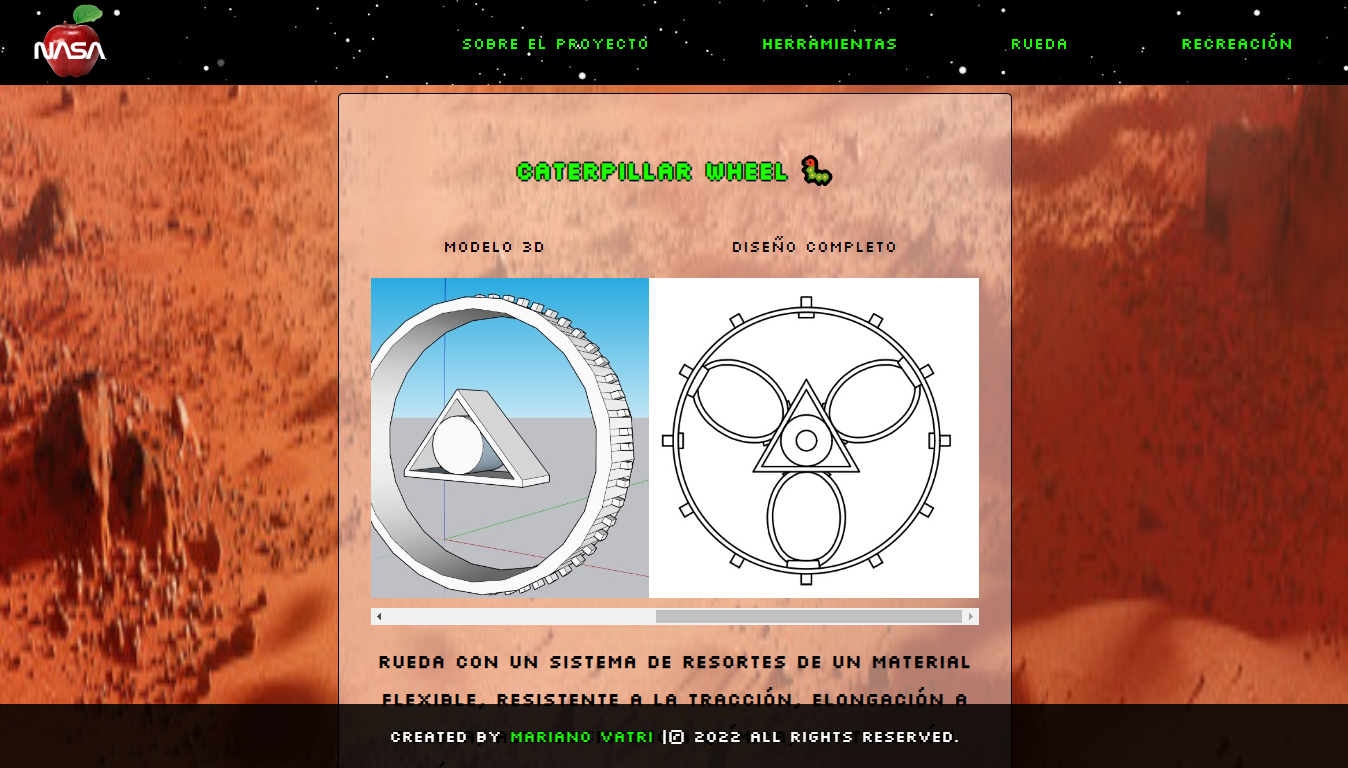 NASA
SOBRE EL PROYECTO HERRAMIENTAS RUEDA RECREACIÓN
CATERPILLAR WHEEL
MODELO 3D DISEÑO COMPLETO
RUEDA CON UN SISTEMA DE RESORTES DE UN MATERIAL
FLEXIBLE, RESISTENTE A LA TRACCIÓN, ELONGACIÓN A
CREATED BY MARIANO VATRI |© 2022 ALL RIGHTS RESERVED.